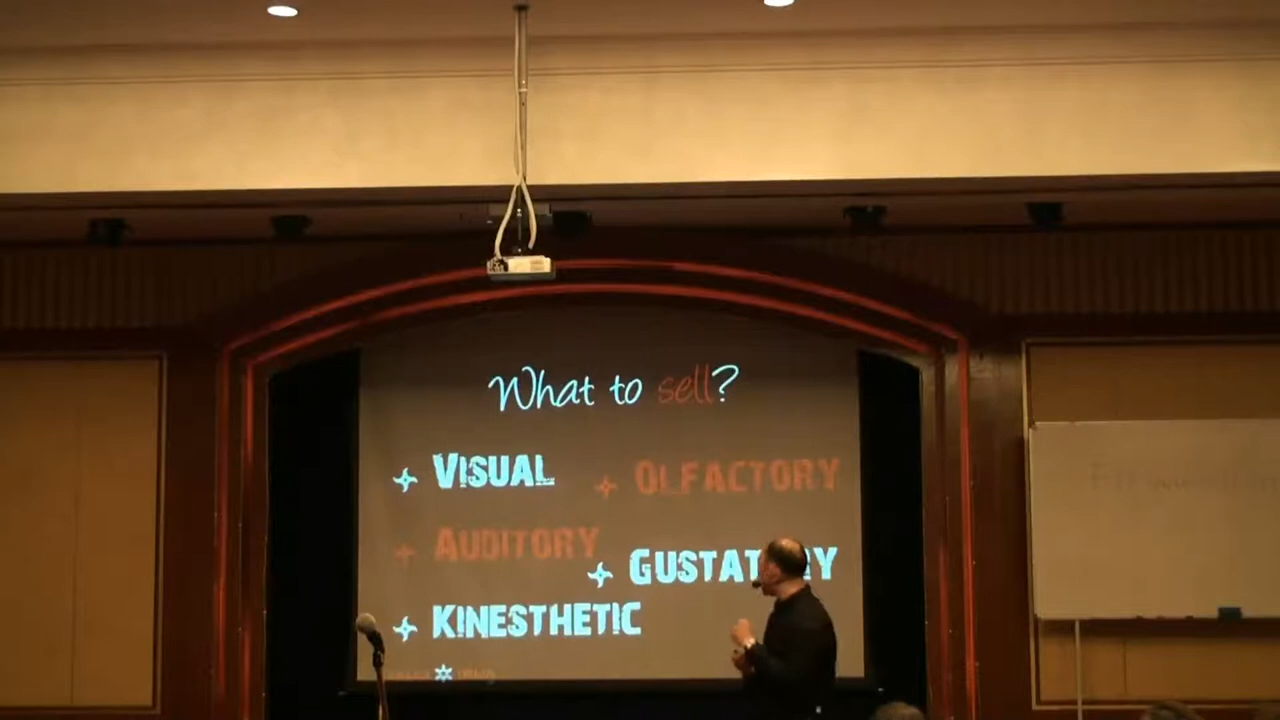 What to sell?
+ VISUAL
+ OLFACTORY
+ AUDITORY
+ GUSTATORY
+ KINESTHETIC